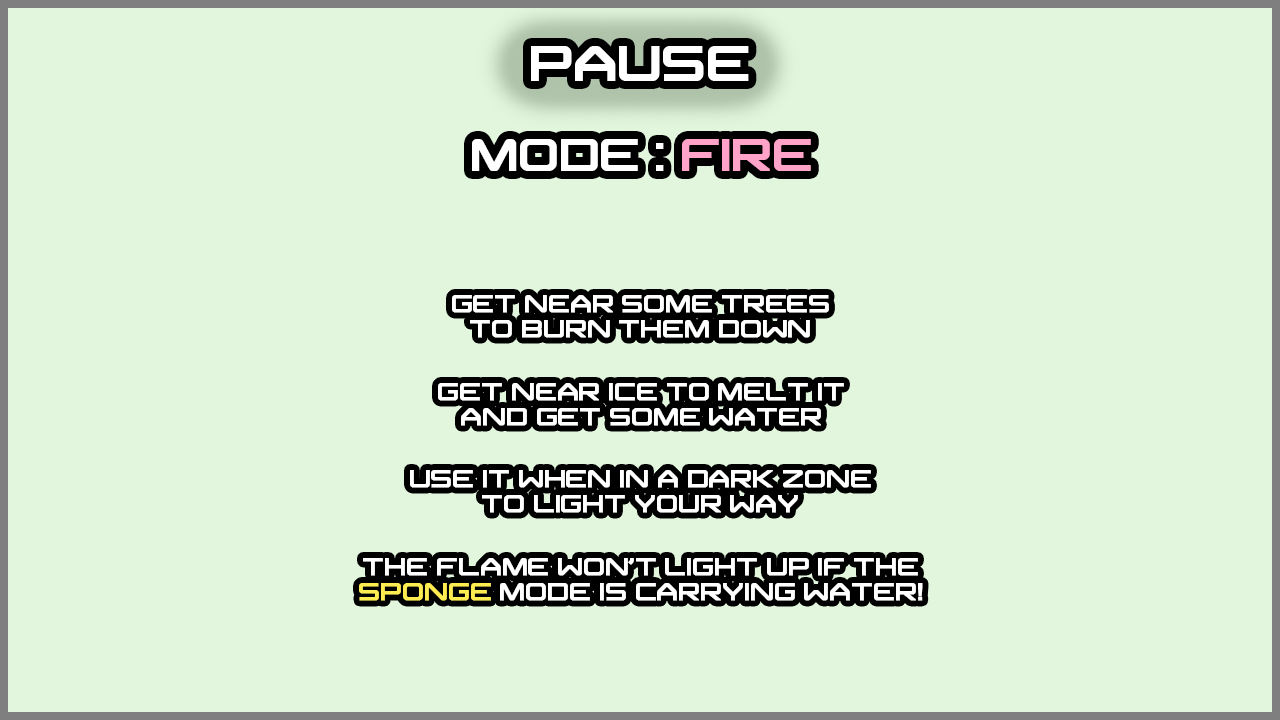 PAUSE
MODE : FIRE
GET NEAR SOME TREES
TO BURN THEM DOWN
GET NEAR ICE TO MELT IT
AND GET SOME WATER
USE IT WHEN IN A DARK ZONE
TO LIGHT YOUR WAY
THE FLAME WON'T LIGHT UP IF THE
SPONGE MODE IS CARRYING WATER!